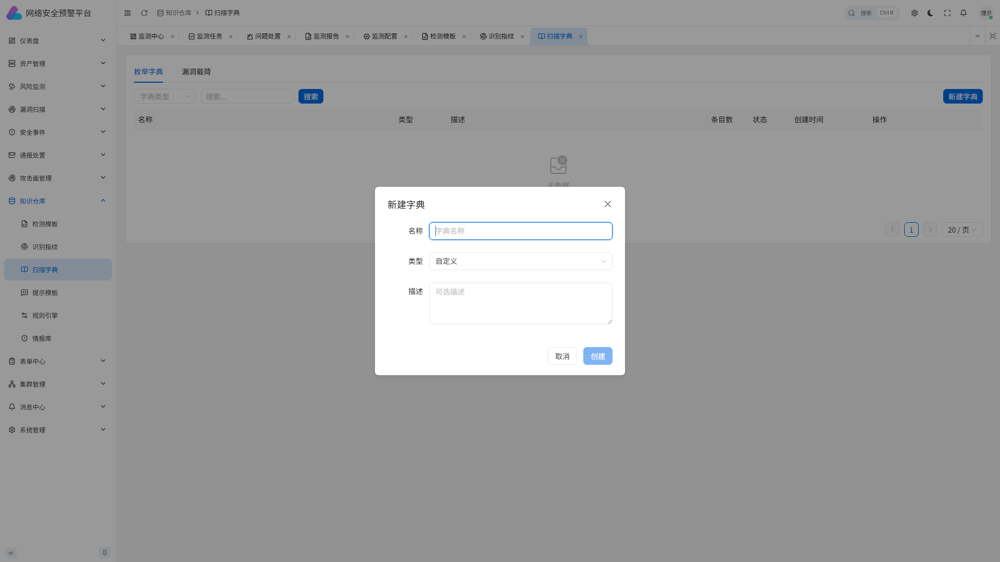 网络安全预警平台
知识仓库
扫描字典
搜索
Ctrl K
理员
监测中心
监测任务
问题处置
监测报告
监测配置
检测模板
识别指纹
扫描字典
仪表盘
资产管理
风险监测
漏洞扫描
安全事件
通报处置
攻击面管理
知识仓库
检测模板
识别指纹
扫描字典
提示模板
规则引擎
情报库
表单中心
集群管理
消息中心
系统管理
枚举字典
漏洞载荷
字典类型
搜索...
搜索
新建字典
名称 类型 描述 条目数 状态 创建时间 操作
无数据
1
20 / 页
新建字典
名称
字典名称
类型
自定义
描述
可选描述
取消
创建